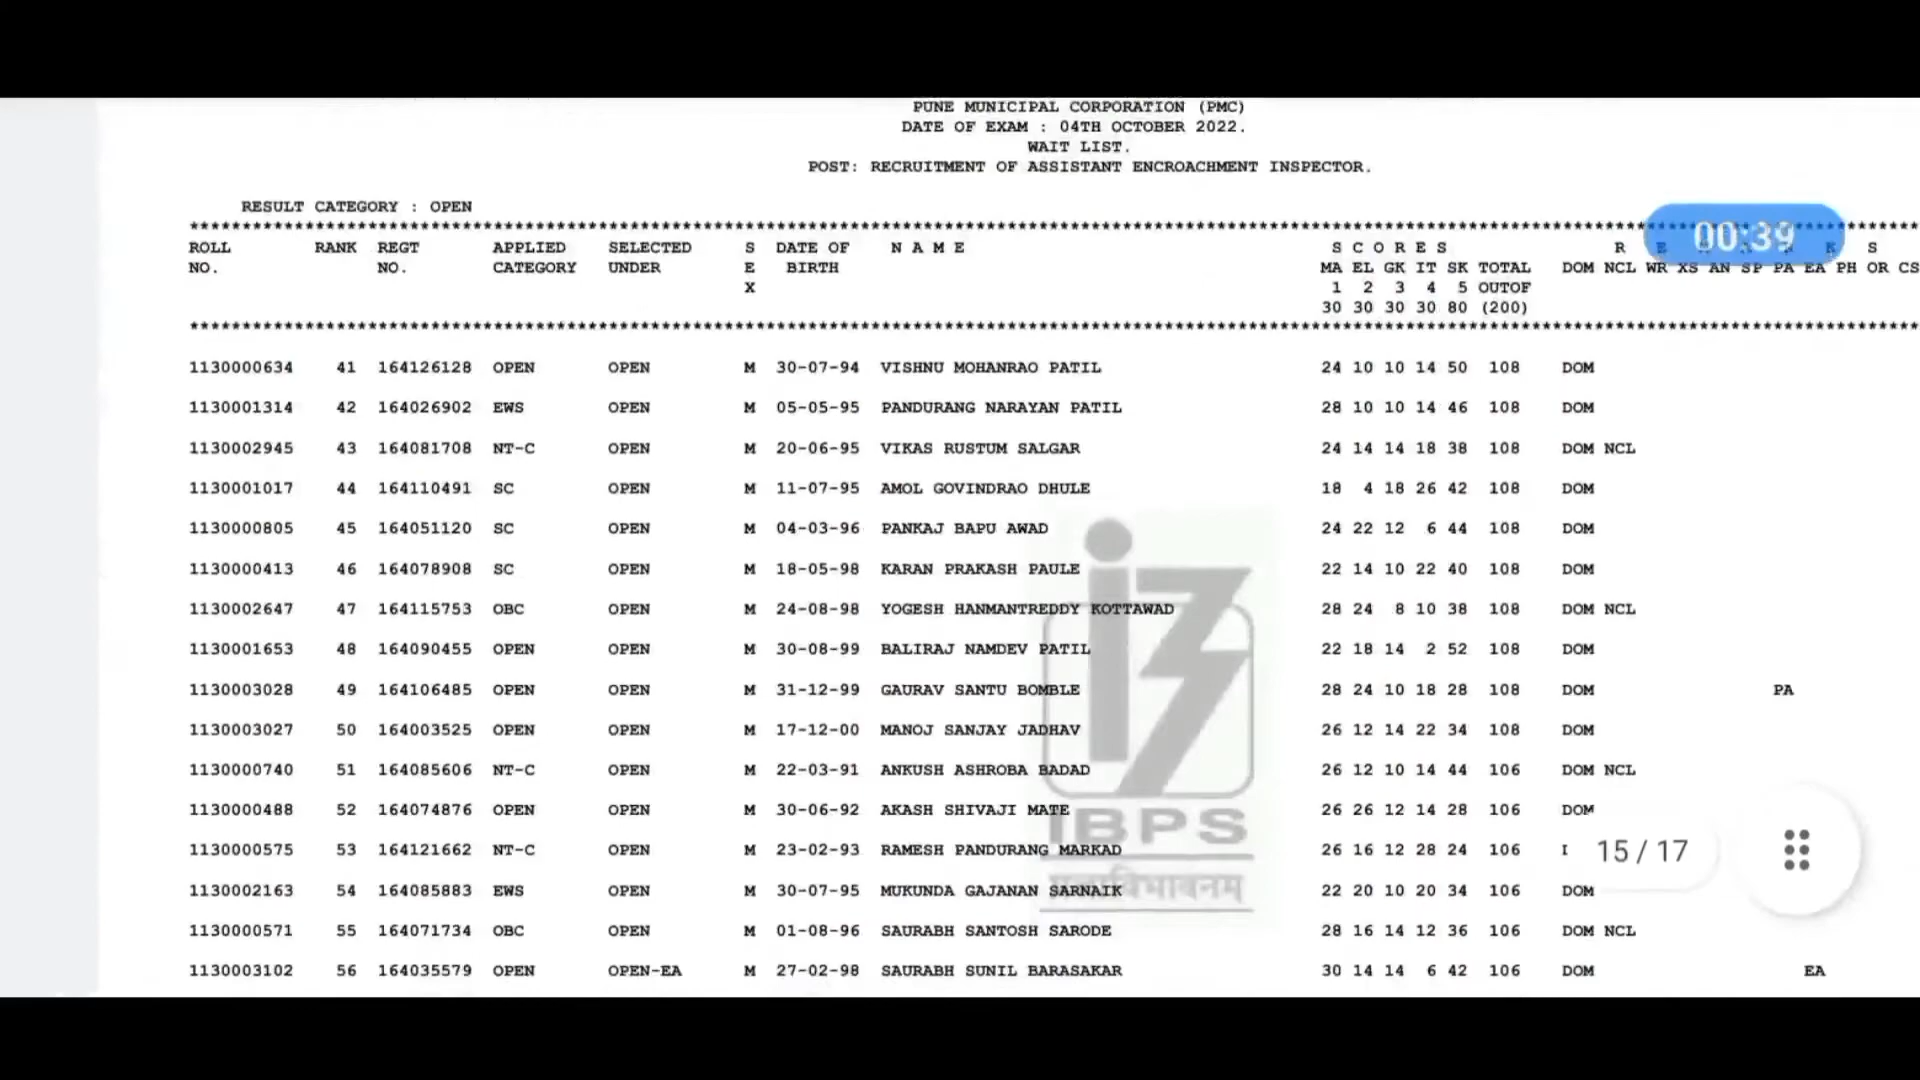 PUNE MUNICIPAL CORPORATION (PMC)
DATE OF EXAM : 04TH OCTOBER 2022.
WAIT LIST.
POST: RECRUITMENT OF ASSISTANT ENCROACHMENT INSPECTOR.
RESULT CATEGORY : OPEN
00:39
ROLL RANK REGT APPLIED SELECTED S DATE OF N A M E S C O R E S R E K S
NO. NO. CATEGORY UNDER E BIRTH MA EL GK IT SK TOTAL DOM NCL WR XS AN SP PA EA PH OR CS
X 1 2 3 4 5 OUTOF
30 30 30 30 80 (200)
1130000634 41 164126128 OPEN OPEN M 30-07-94 VISHNU MOHANRAO PATIL 24 10 10 14 50 108 DOM
1130001314 42 164026902 EWS OPEN M 05-05-95 PANDURANG NARAYAN PATIL 28 10 10 14 46 108 DOM
1130002945 43 164081708 NT-C OPEN M 20-06-95 VIKAS RUSTUM SALGAR 24 14 14 18 38 108 DOM NCL
1130001017 44 164110491 SC OPEN M 11-07-95 AMOL GOVINDRAO DHULE 18 4 18 26 42 108 DOM
1130000805 45 164051120 SC OPEN M 04-03-96 PANKAJ BAPU AWAD 24 22 12 6 44 108 DOM
1130000413 46 164078908 SC OPEN M 18-05-98 KARAN PRAKASH PAULE 22 14 10 22 40 108 DOM
1130002647 47 164115753 OBC OPEN M 24-08-98 YOGESH HANMANTREDDY KOTTAWAD 28 24 8 10 38 108 DOM NCL
1130001653 48 164090455 OPEN OPEN M 30-08-99 BALIRAJ NAMDEV PATIL 22 18 14 2 52 108 DOM
1130003028 49 164106485 OPEN OPEN M 31-12-99 GAURAV SANTU BOMBLE 28 24 10 18 28 108 DOM PA
1130003027 50 164003525 OPEN OPEN M 17-12-00 MANOJ SANJAY JADHAV 26 12 14 22 34 108 DOM
1130000740 51 164085606 NT-C OPEN M 22-03-91 ANKUSH ASHROBA BADAD 26 12 10 14 44 106 DOM NCL
1130000488 52 164074876 OPEN OPEN M 30-06-92 AKASH SHIVAJI MATE 26 26 12 14 28 106 DOM
IBPS
1130000575 53 164121662 NT-C OPEN M 23-02-93 RAMESH PANDURANG MARKAD 26 16 12 28 24 106
15 / 17
1130002163 54 164085883 EWS OPEN M 30-07-95 MUKUNDA GAJANAN SARNAIK 22 20 10 20 34 106 DOM
1130000571 55 164071734 OBC OPEN M 01-08-96 SAURABH SANTOSH SARODE 28 16 14 12 36 106 DOM NCL
1130003102 56 164035579 OPEN OPEN-EA M 27-02-98 SAURABH SUNIL BARASAKAR 30 14 14 6 42 106 DOM EA